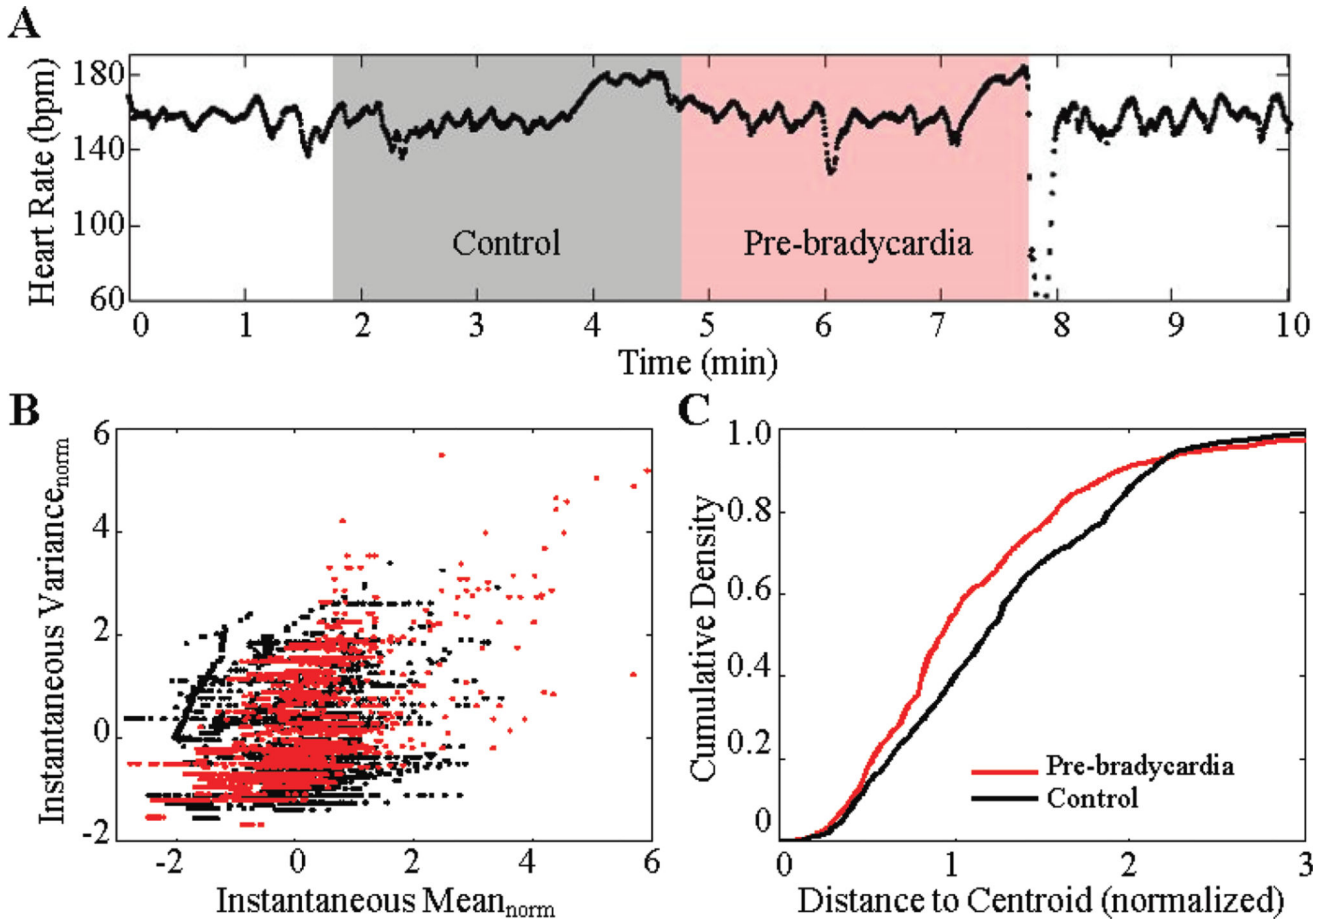 A
Heart Rate (bpm)
180
140
100
60
Control
Pre-bradycardia
0 1 2 3 4 5 6 7 8 9 10
Time (min)
B
Instantaneous Variancenorm
6
4
2
0
-2
-2 0 2 4 6
Instantaneous Meannorm
C
Cumulative Density
1.0
0.8
0.6
0.4
0.2
0
Pre-bradycardia
Control
0 1 2 3
Distance to Centroid (normalized)